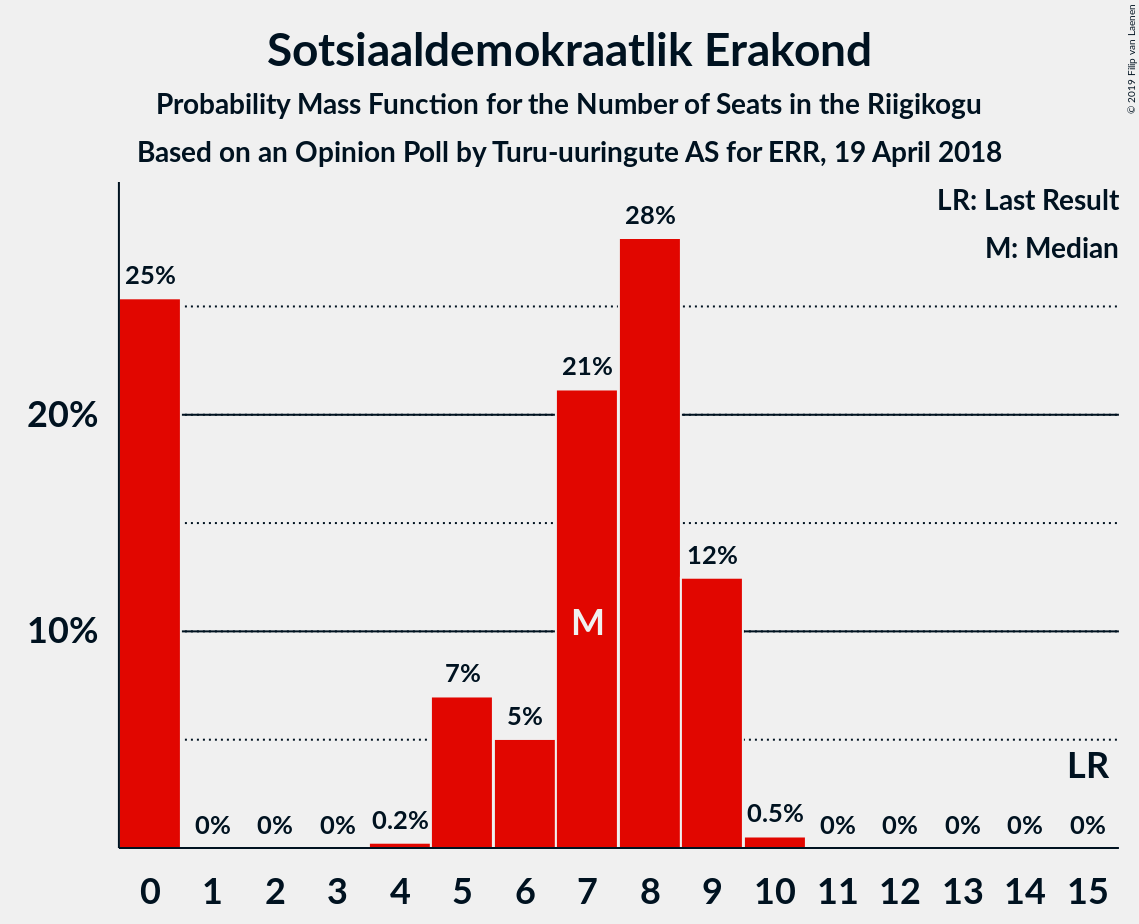 Sotsiaaldemokraatlik Erakond
Probability Mass Function for the Number of Seats in the Riigikogu
Based on an Opinion Poll by Turu-uuringute AS for ERR, 19 April 2018
© 2019 Filip van Laenen
LR: Last Result
M: Median
28%
25%
21%
20%
12%
M
10%
7%
5%
LR
0% 0% 0% 0.2% 0.5% 0% 0% 0% 0% 0%
0 1 2 3 4 5 6 7 8 9 10 11 12 13 14 15